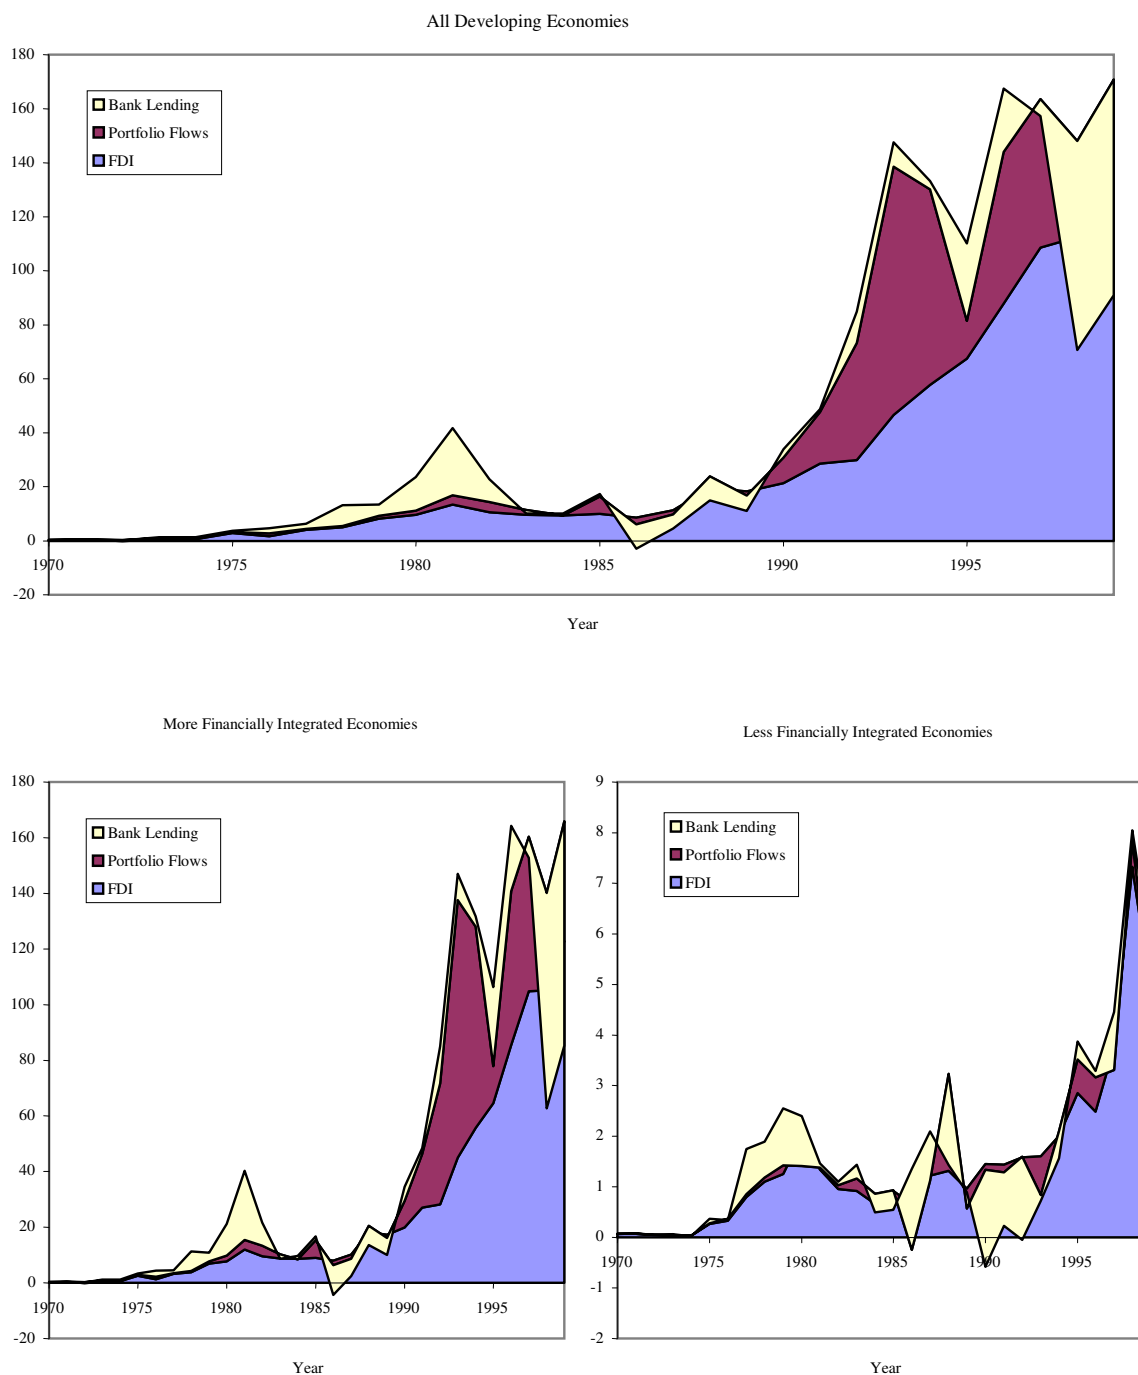 All Developing Economies
180
160
140
120
100
80
60
40
20
0
-20
Bank Lending
Portfolio Flows
FDI
1970 1975 1980 1985 1990 1995
Year
More Financially Integrated Economies
180
160
140
120
100
80
60
40
20
0
-20
Bank Lending
Portfolio Flows
FDI
1970 1975 1980 1985 1990 1995
Year
Less Financially Integrated Economies
9
8
7
6
5
4
3
2
1
0
-1
-2
Bank Lending
Portfolio Flows
FDI
1970 1975 1980 1985 1990 1995
Year